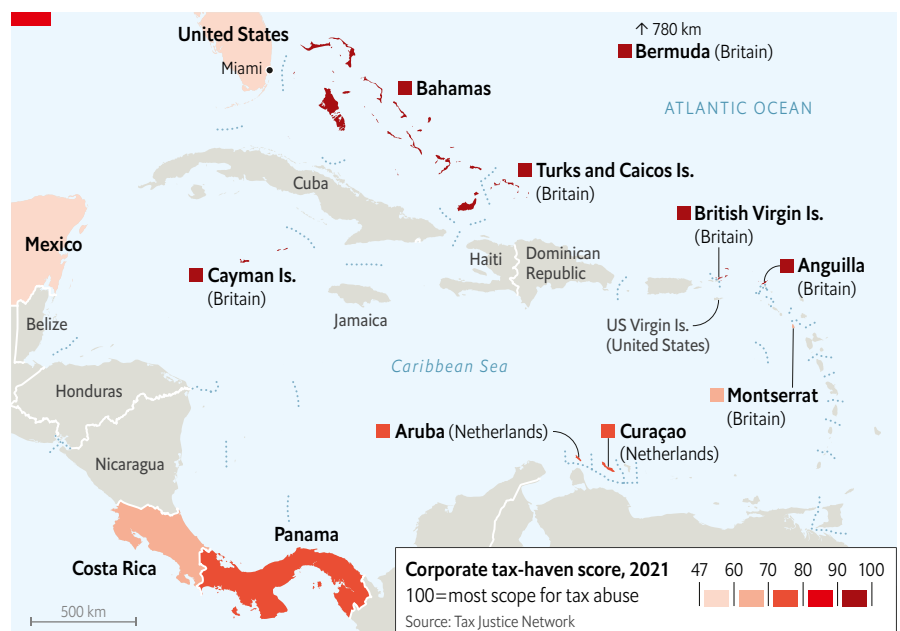 ↑ 780 km
Bermuda (Britain)
United States
Miami
Bahamas
ATLANTIC OCEAN
Turks and Caicos Is.
(Britain)
Cuba
British Virgin Is.
(Britain)
Mexico
Haiti
Dominican
Republic
Cayman Is.
(Britain)
Anguilla
(Britain)
Belize
Jamaica
US Virgin Is.
(United States)
Caribbean Sea
Honduras
Montserrat
(Britain)
Aruba (Netherlands)
Curaçao
(Netherlands)
Nicaragua
Panama
Costa Rica
500 km
Corporate tax-haven score, 2021
100=most scope for tax abuse
Source: Tax Justice Network
47 60 70 80 90 100